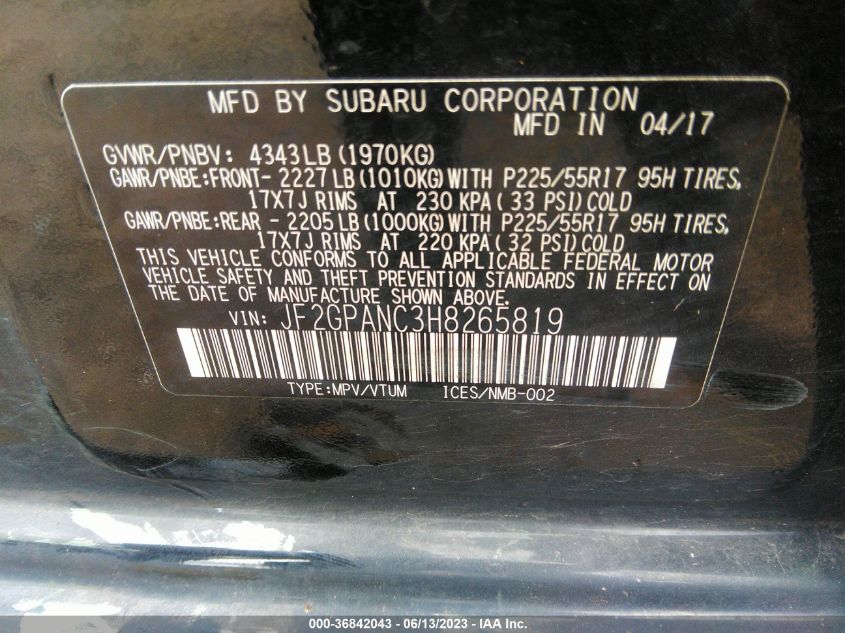 MFD BY SUBARU CORPORATION
MFD IN 04/17
GVWR/PNBV: 4343LB (1970KG)
GAWR/PNBE:FRONT- 2227 LB (1010KG) WITH P225/55R17 95H TIRES,
17X7J RIMS AT 230 KPA ( 33 PSI) COLD
GAWR/PNBE:REAR - 2205 LB (1000KG) WITH P225/55R17 95H TIRES,
17X7J RIMS AT 220 KPA ( 32 PSI) COLD
THIS VEHICLE CONFORMS TO ALL APPLICABLE FEDERAL MOTOR
VEHICLE SAFETY AND THEFT PREVENTION STANDARDS IN EFFECT ON
THE DATE OF MANUFACTURE SHOWN ABOVE.
VIN: JF2GPANC3H8265819
TYPE:MPV/VTUM ICES/NMB-002
000-36842043 - 06/13/2023 - IAA Inc.